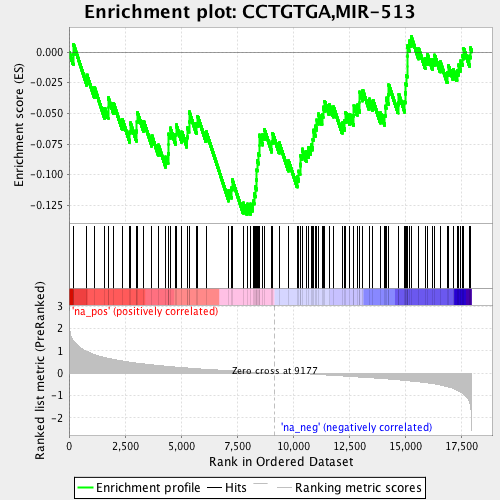 Enrichment plot: CCTGTGA,MIR-513
Enrichment score (ES)
0.000
-0.025
-0.050
-0.075
-0.100
-0.125
'na_pos' (positively correlated)
Ranked list metric (PreRanked)
3
2
1
0
-1
-2
Zero cross at 9177
'na_neg' (negatively correlated)
0
2,500
5,000
7,500
10,000
12,500
15,000
17,500
Rank in Ordered Dataset
Enrichment profile
Hits
Ranking metric scores